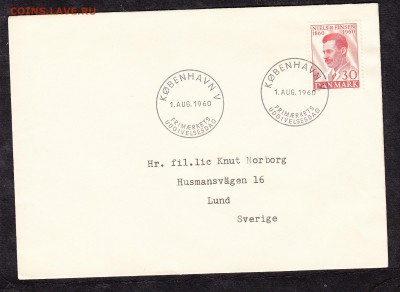 COINS.LAVE.RU
NIELS FINSEN
1860 1960
30
DANMARK
KØBENHAVN V
1. AUG. 1960
FRIMÆRKETS
UDGIVELSESDAG
KØBENHAVN
1. AUG. 1960
FRIMÆRKETS
UDGIVELSESDAG
Hr. fil.lic Knut Norborg
Husmansvägen 16
Lund
Sverige